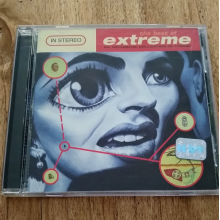 IN STEREO
the best of
extreme